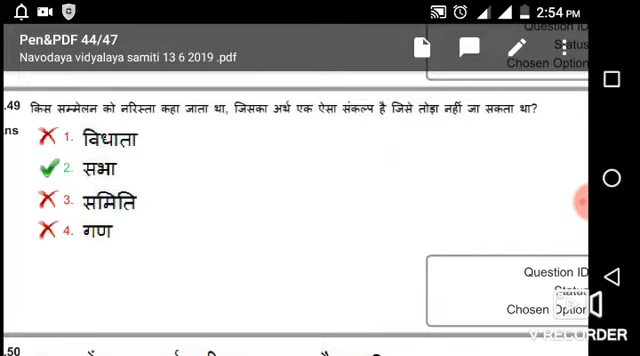 2:54 PM
Pen&PDF 44/47
Navodaya vidyalaya samiti 13 6 2019 .pdf
Question ID
Status
Chosen Option
.49 किस सम्मेलन को नरिस्ता कहा जाता था, जिसका अर्थ एक ऐसा संकल्प है जिसे तोड़ा नहीं जा सकता था?
ns
1. विधाता
2. सभा
3. समिति
4. गण
Question ID
Status
Chosen Option
V RECORDER
.50